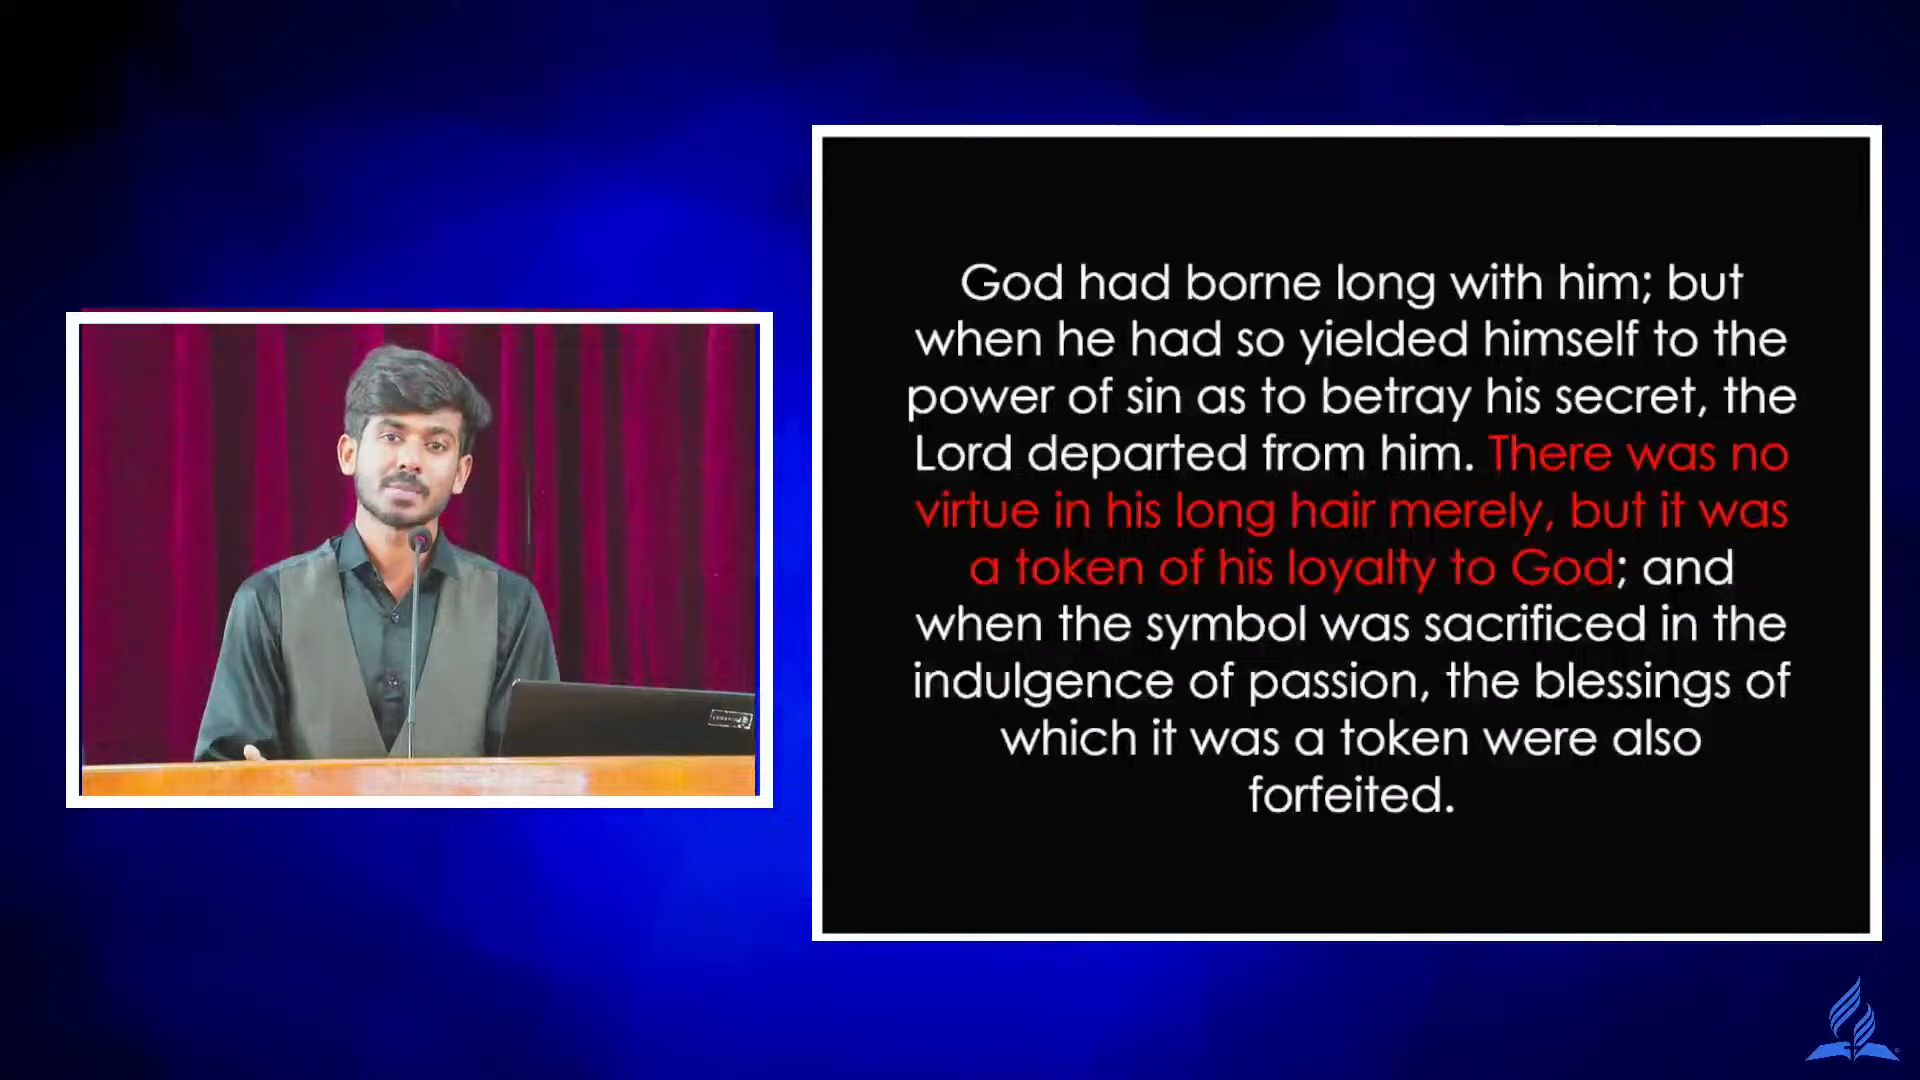 God had borne long with him; but
when he had so yielded himself to the
power of sin as to betray his secret, the
Lord departed from him. There was no
virtue in his long hair merely, but it was
a token of his loyalty to God; and
when the symbol was sacrificed in the
indulgence of passion, the blessings of
which it was a token were also
forfeited.